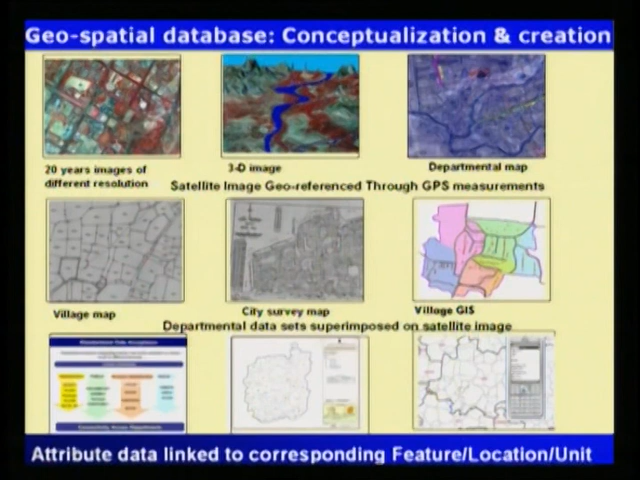 Geo-spatial database: Conceptualization & creation
20 years images of
different resolution
3-D image
Departmental map
Satellite Image Geo-referenced Through GPS measurements
Village map
City survey map
Village GIS
Departmental data sets superimposed on satellite image
Attribute data linked to corresponding Feature/Location/Unit